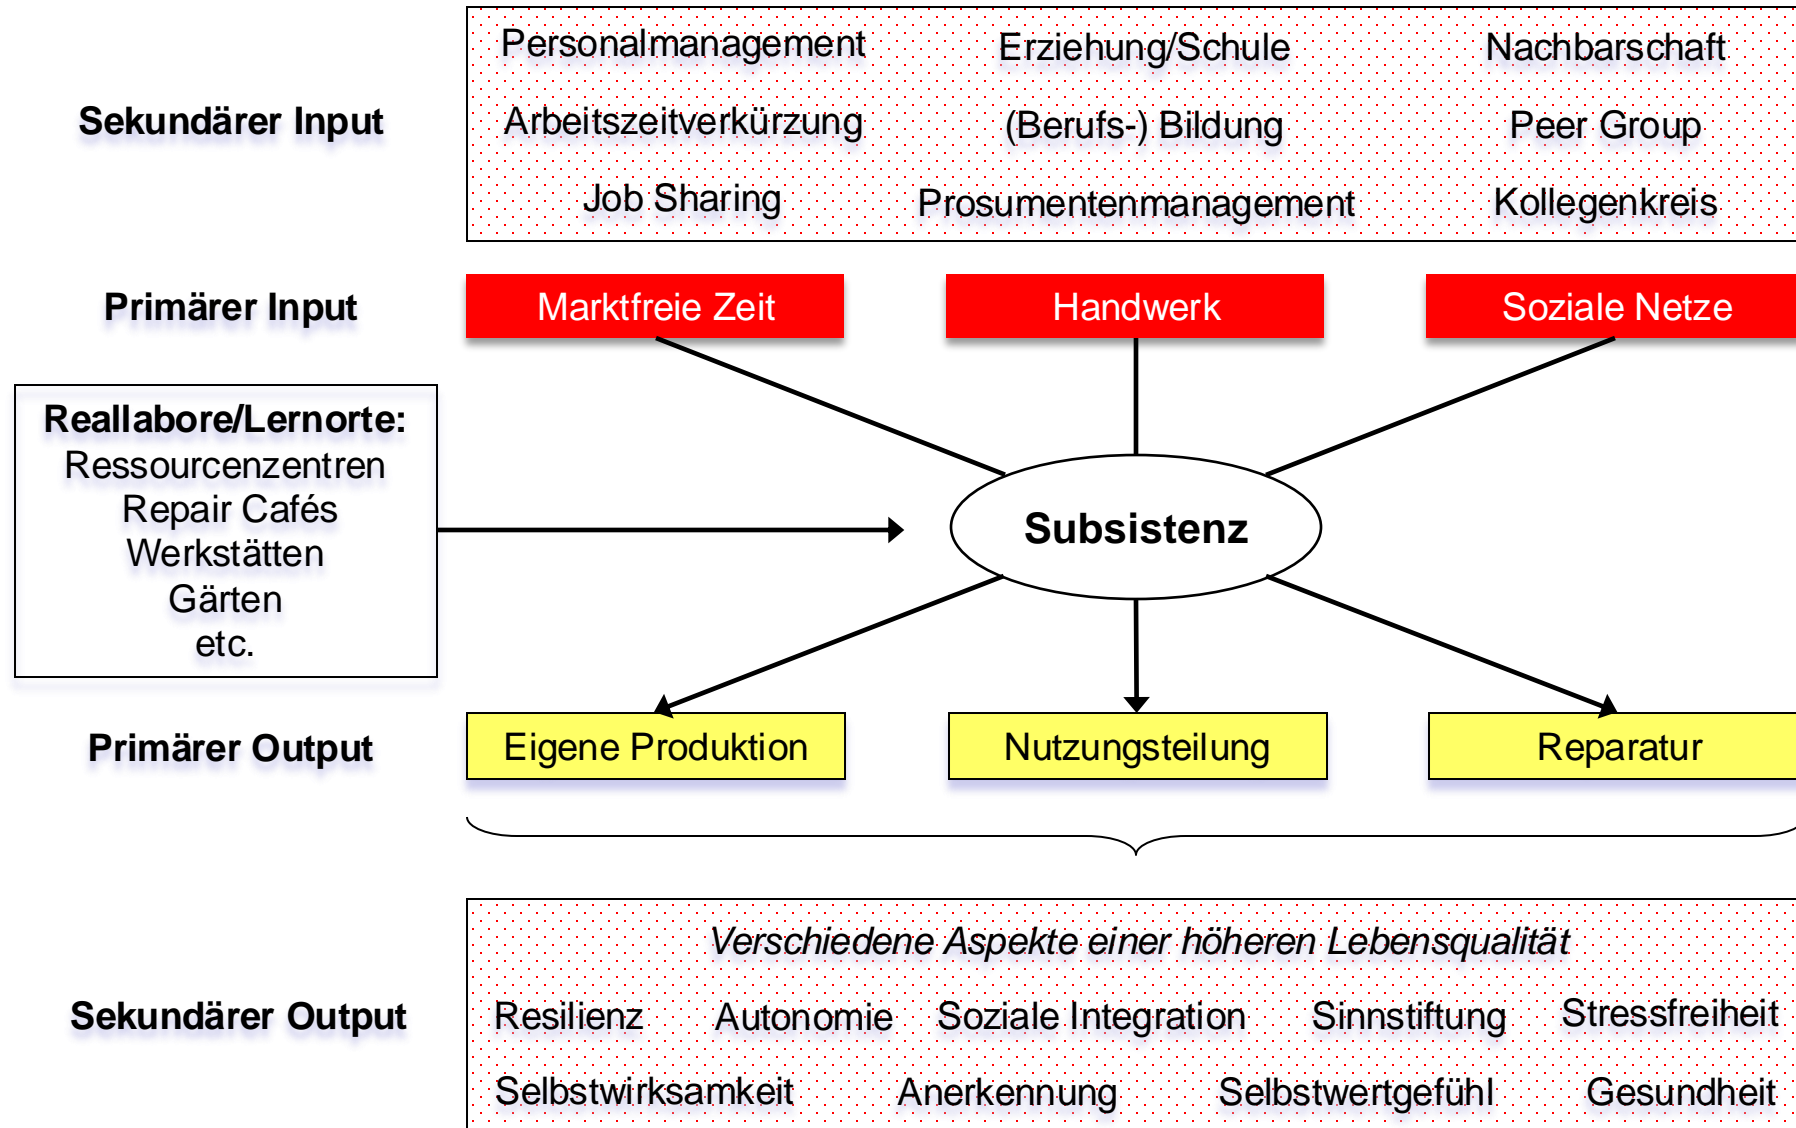 Personalmanagement Erziehung/Schule Nachbarschaft
Sekundärer Input Arbeitszeitverkürzung (Berufs-) Bildung Peer Group
Job Sharing Prosumentenmanagement Kollegenkreis
Primärer Input Marktfreie Zeit Handwerk Soziale Netze
Reallabore/Lernorte:
Ressourcenzentren
Repair Cafés
Werkstätten
Gärten
etc.
Subsistenz
Primärer Output Eigene Produktion Nutzungsteilung Reparatur
Verschiedene Aspekte einer höheren Lebensqualität
Sekundärer Output Resilienz Autonomie Soziale Integration Sinnstiftung Stressfreiheit
Selbstwirksamkeit Anerkennung Selbstwertgefühl Gesundheit